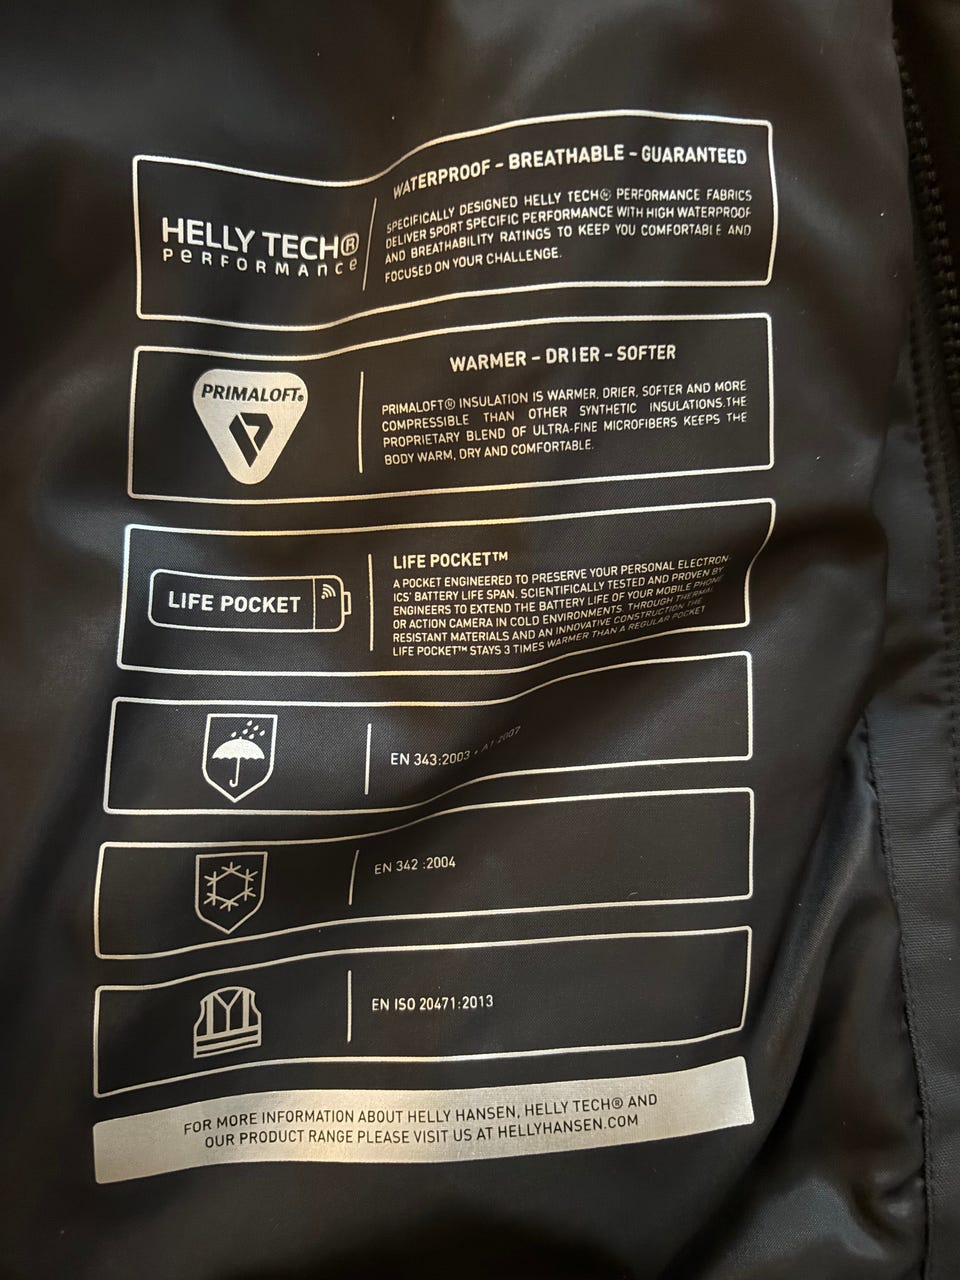 HELLY TECH®
PERFORMANCE
WATERPROOF - BREATHABLE - GUARANTEED
SPECIFICALLY DESIGNED HELLY TECH® PERFORMANCE FABRICS
DELIVER SPORT SPECIFIC PERFORMANCE WITH HIGH WATERPROOF
AND BREATHABILITY RATINGS TO KEEP YOU COMFORTABLE AND
FOCUSED ON YOUR CHALLENGE.
PRIMALOFT®
WARMER - DRIER - SOFTER
PRIMALOFT® INSULATION IS WARMER, DRIER, SOFTER AND MORE
COMPRESSIBLE THAN OTHER SYNTHETIC INSULATIONS.THE
PROPRIETARY BLEND OF ULTRA-FINE MICROFIBERS KEEPS THE
BODY WARM, DRY AND COMFORTABLE.
LIFE POCKET
LIFE POCKET™
A POCKET ENGINEERED TO PRESERVE YOUR PERSONAL ELECTRON-
ICS' BATTERY LIFE SPAN. SCIENTIFICALLY TESTED AND PROVEN BY
ENGINEERS TO EXTEND THE BATTERY LIFE OF YOUR MOBILE PHONE
OR ACTION CAMERA IN COLD ENVIRONMENTS. THROUGH THERMAL
RESISTANT MATERIALS AND AN INNOVATIVE CONSTRUCTION THE
LIFE POCKET™ STAYS 3 TIMES WARMER THAN A REGULAR POCKET
EN 343:2003 + A1:2007
EN 342 :2004
EN ISO 20471:2013
FOR MORE INFORMATION ABOUT HELLY HANSEN, HELLY TECH® AND
OUR PRODUCT RANGE PLEASE VISIT US AT HELLYHANSEN.COM